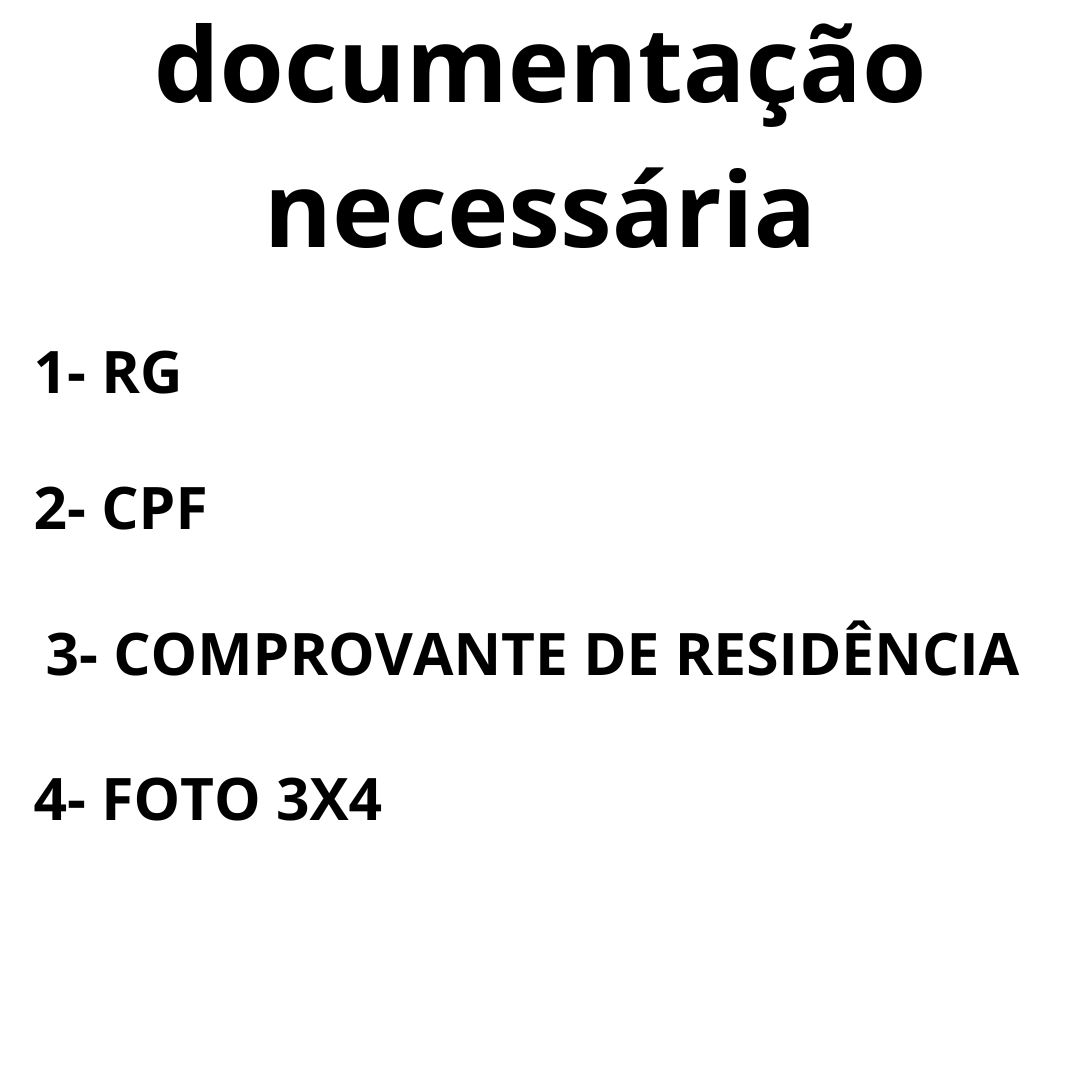 documentação
necessária
1- RG
2- CPF
3- COMPROVANTE DE RESIDÊNCIA
4- FOTO 3X4